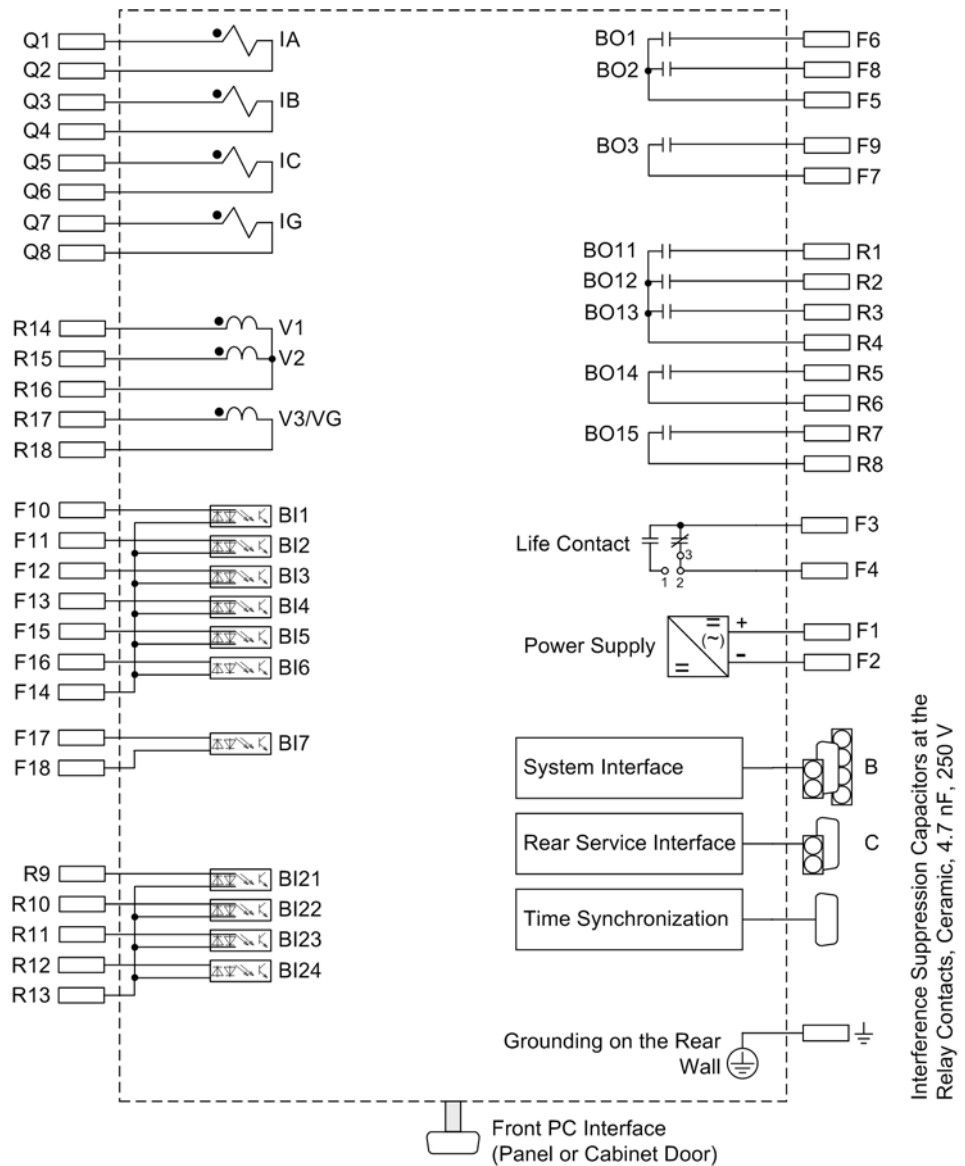 Q1 IA
Q2
Q3 IB
Q4
Q5 IC
Q6
Q7 IG
Q8
R14 V1
R15 V2
R16
R17 V3/VG
R18
F10 BI1
F11 BI2
F12 BI3
F13 BI4
F15 BI5
F16 BI6
F14
F17 BI7
F18
R9 BI21
R10 BI22
R11 BI23
R12 BI24
R13
BO1 F6
BO2 F8
F5
BO3 F9
F7
BO11 R1
BO12 R2
BO13 R3
R4
BO14 R5
R6
BO15 R7
R8
Life Contact 3 F3
1 2 F4
Power Supply = (~) = + F1
- F2
System Interface B
Rear Service Interface C
Time Synchronization
Grounding on the Rear
Wall
Front PC Interface
(Panel or Cabinet Door)
Interference Suppression Capacitors at the
Relay Contacts, Ceramic, 4.7 nF, 250 V